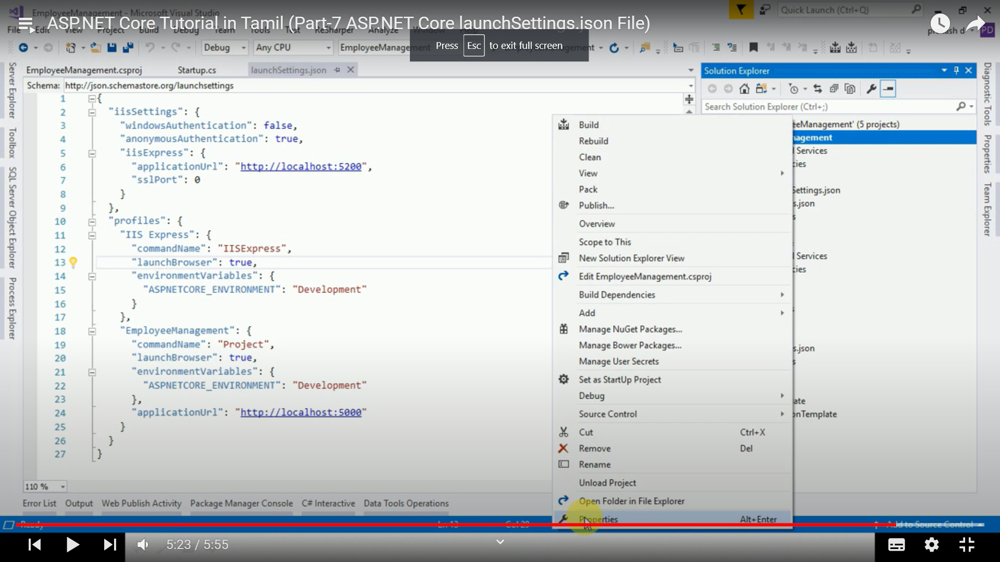 EmployeeManagement - Microsoft Visual Studio
Quick Launch (Ctrl+Q)
ASP.NET Core Tutorial in Tamil (Part-7 ASP.NET Core launchSettings.json File)
File Edit View Project Build Debug Team Tools Test ReSharper Analyze Window
PD
Press Esc to exit full screen
Debug Any CPU EmployeeManagement
EmployeeManagement.csproj Startup.cs launchSettings.json
Schema: http://json.schemastore.org/launchsettings
1 {
2 "iisSettings": {
3 "windowsAuthentication": false,
4 "anonymousAuthentication": true,
5 "iisExpress": {
6 "applicationUrl": "http://localhost:5200",
7 "sslPort": 0
8 }
9 },
10 "profiles": {
11 "IIS Express": {
12 "commandName": "IISExpress",
13 "launchBrowser": true,
14 "environmentVariables": {
15 "ASPNETCORE_ENVIRONMENT": "Development"
16 }
17 },
18 "EmployeeManagement": {
19 "commandName": "Project",
20 "launchBrowser": true,
21 "environmentVariables": {
22 "ASPNETCORE_ENVIRONMENT": "Development"
23 },
24 "applicationUrl": "http://localhost:5000"
25 }
26 }
27 }
110 %
Server Explorer
Toolbox
SQL Server Object Explorer
Process Explorer
Build
Rebuild
Clean
View
Pack
Publish...
Overview
Scope to This
New Solution Explorer View
Edit EmployeeManagement.csproj
Build Dependencies
Add
Manage NuGet Packages...
Manage Bower Packages...
Manage User Secrets
Set as StartUp Project
Debug
Source Control
Cut Ctrl+X
Remove Del
Rename
Unload Project
Open Folder in File Explorer
Properties Alt+Enter
Solution Explorer
Search Solution Explorer (Ctrl+;)
eeManagement' (5 projects)
nagement
Services
cies
Settings.json
s.json
s
Services
cies
s.json
s
ate
onTemplate
Diagnostic Tools
Properties
Team Explorer
Error List Output Web Publish Activity Package Manager Console C# Interactive Data Tools Operations
Ready Ln 13 Col 29 Add to Source Control
5:23 / 5:55